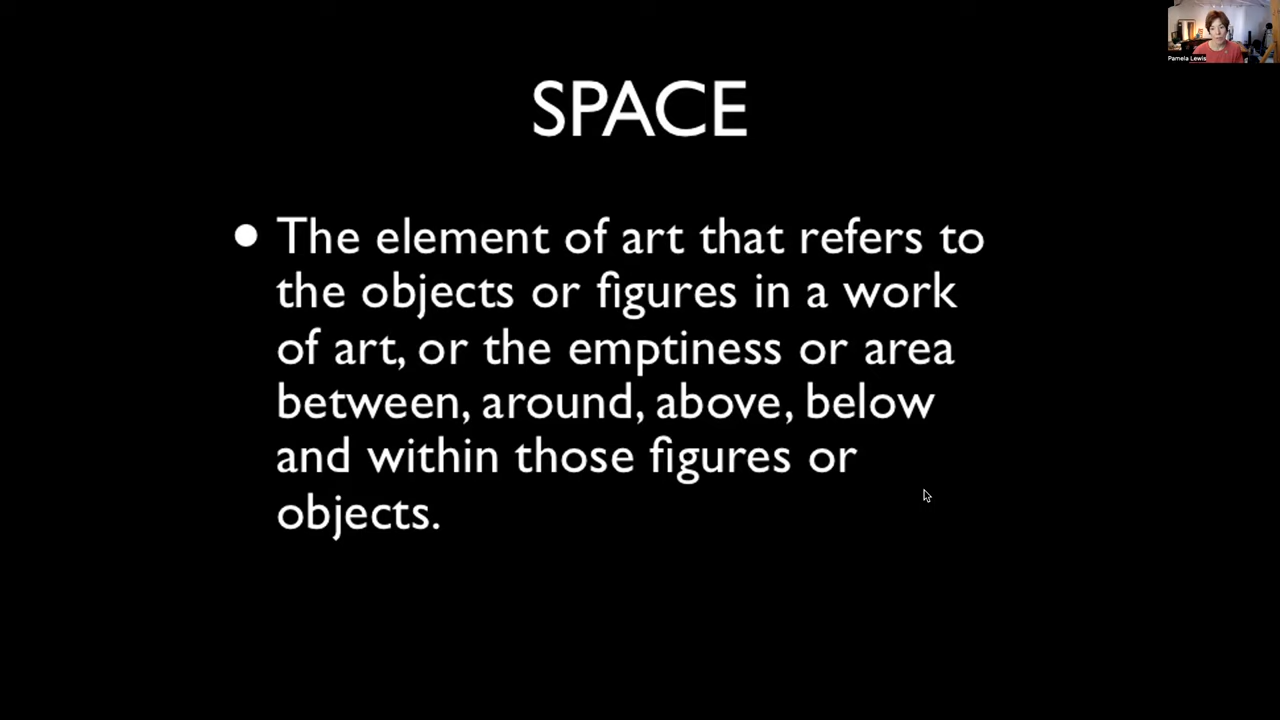 SPACE
• The element of art that refers to
the objects or figures in a work
of art, or the emptiness or area
between, around, above, below
and within those figures or
objects.
Pamela Lewis